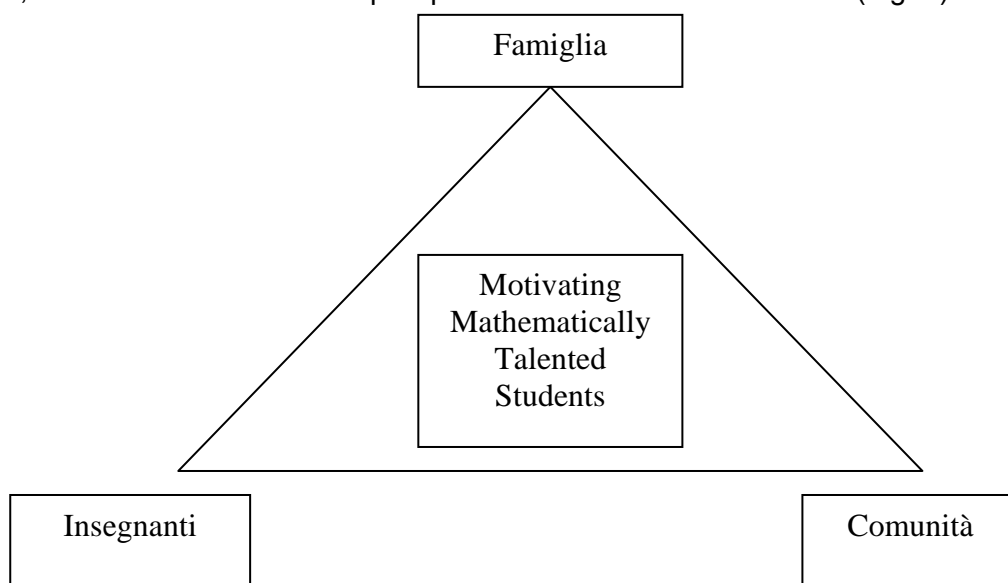 Famiglia
Motivating
Mathematically
Talented
Students
Insegnanti
Comunità